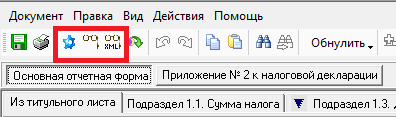 Документ Правка Вид Действия Помощь
XML Обнулить
Основная отчетная форма Приложение № 2 к налоговой декларации
Из титульного листа Подраздел 1.1. Сумма налога Подраздел 1.3.